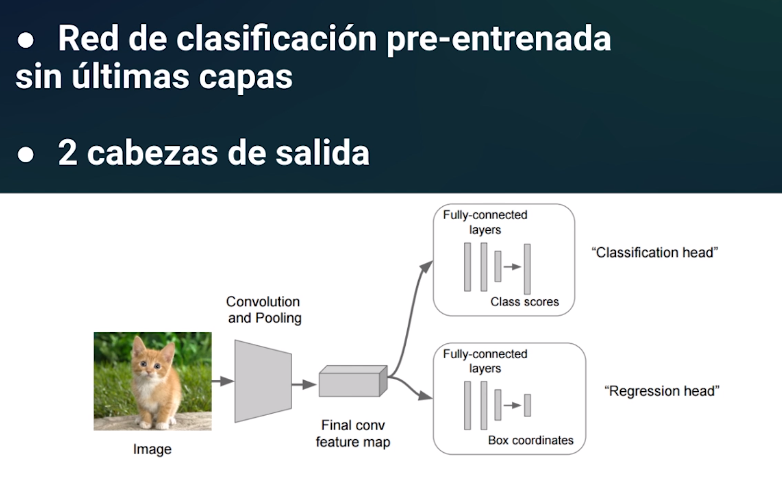 ● Red de clasificación pre-entrenada
sin últimas capas
● 2 cabezas de salida
Fully-connected
layers
Class scores
“Classification head”
Convolution
and Pooling
Image
Final conv
feature map
Fully-connected
layers
Box coordinates
“Regression head”